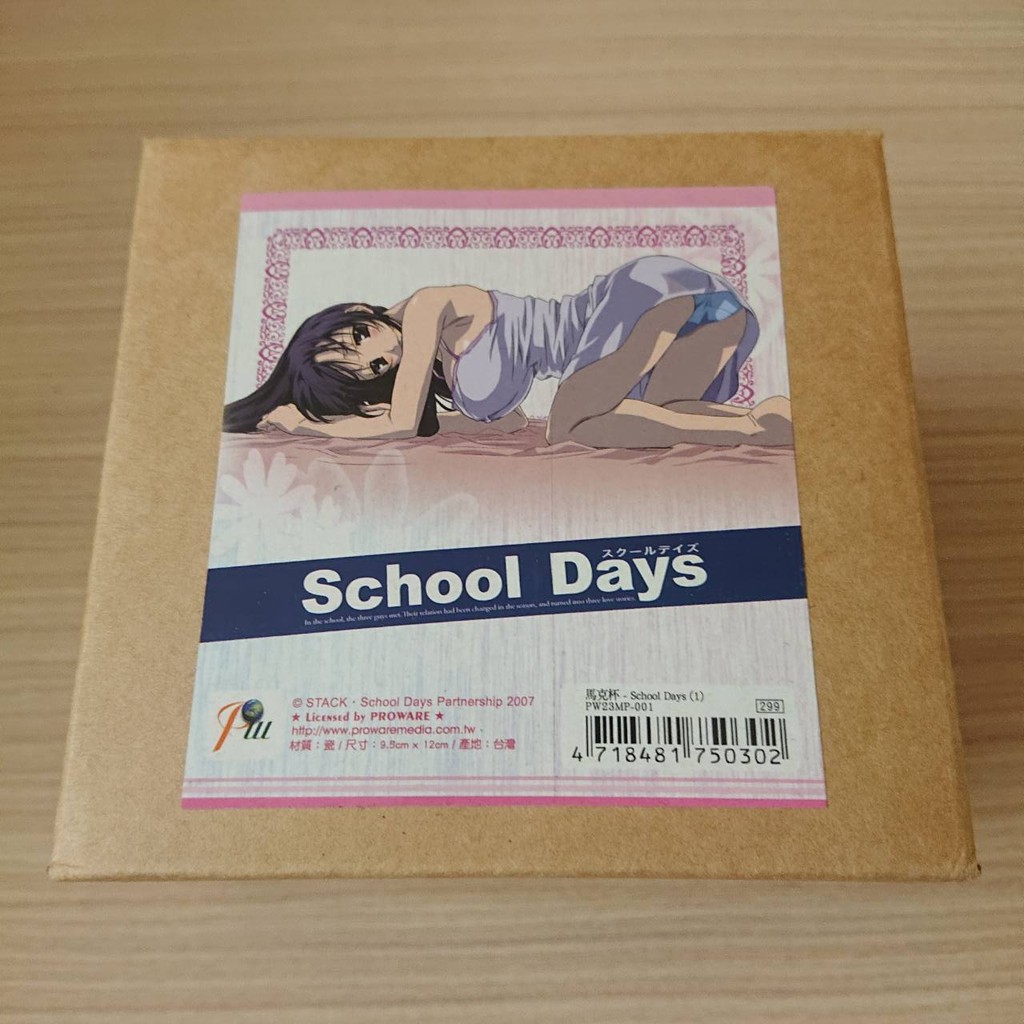 スクールデイズ
School Days
In the school, the three guys met. Their relation had been changed in the season, and turned into three love stories.
PW
© STACK・School Days Partnership 2007
★ Licensed by PROWARE ★
http://www.prowaremedia.com.tw
材質：瓷 / 尺寸：9.5cm x 12cm / 產地：台灣
馬克杯 - School Days (1)
PW23MP-001
299
4 718481 750302